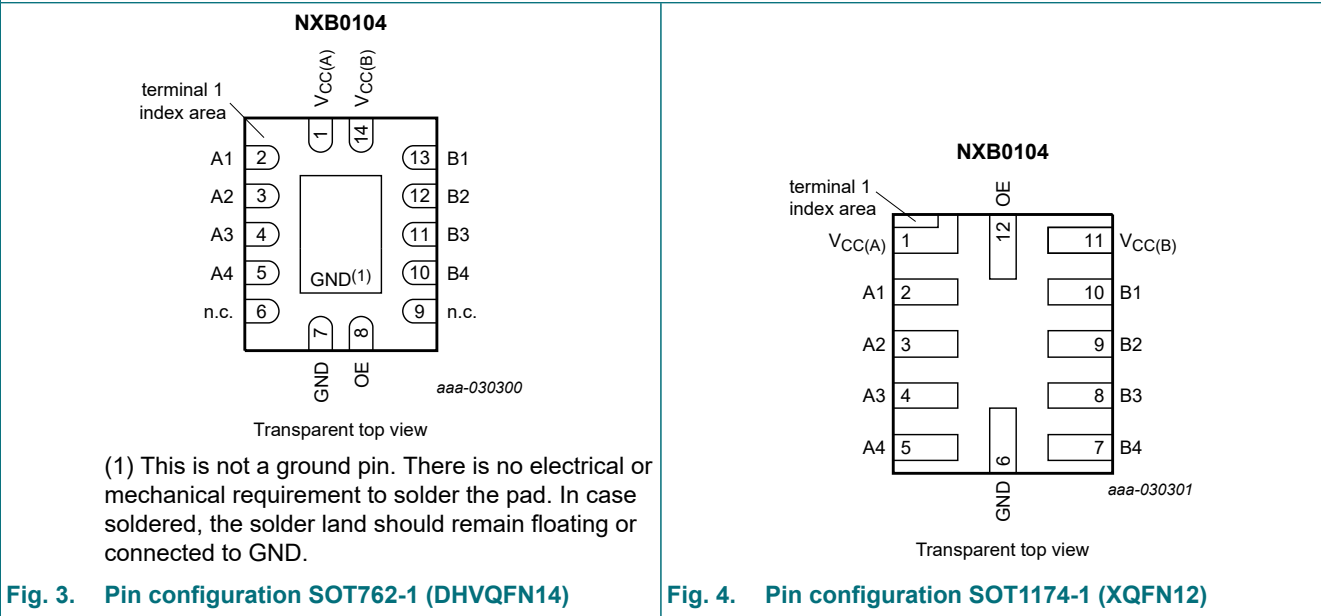 NXB0104
VCC(A)
VCC(B)
terminal 1
index area
1
14
A1 2
13 B1
A2 3
12 B2
A3 4
11 B3
A4 5
10 B4
GND(1)
n.c. 6
9 n.c.
7
8
GND
OE
aaa-030300
Transparent top view
(1) This is not a ground pin. There is no electrical or
mechanical requirement to solder the pad. In case
soldered, the solder land should remain floating or
connected to GND.
Fig. 3. Pin configuration SOT762-1 (DHVQFN14)
NXB0104
terminal 1
index area
OE
12
VCC(A) 1
11 VCC(B)
A1 2
10 B1
A2 3
9 B2
A3 4
8 B3
A4 5
7 B4
6
GND
aaa-030301
Transparent top view
Fig. 4. Pin configuration SOT1174-1 (XQFN12)